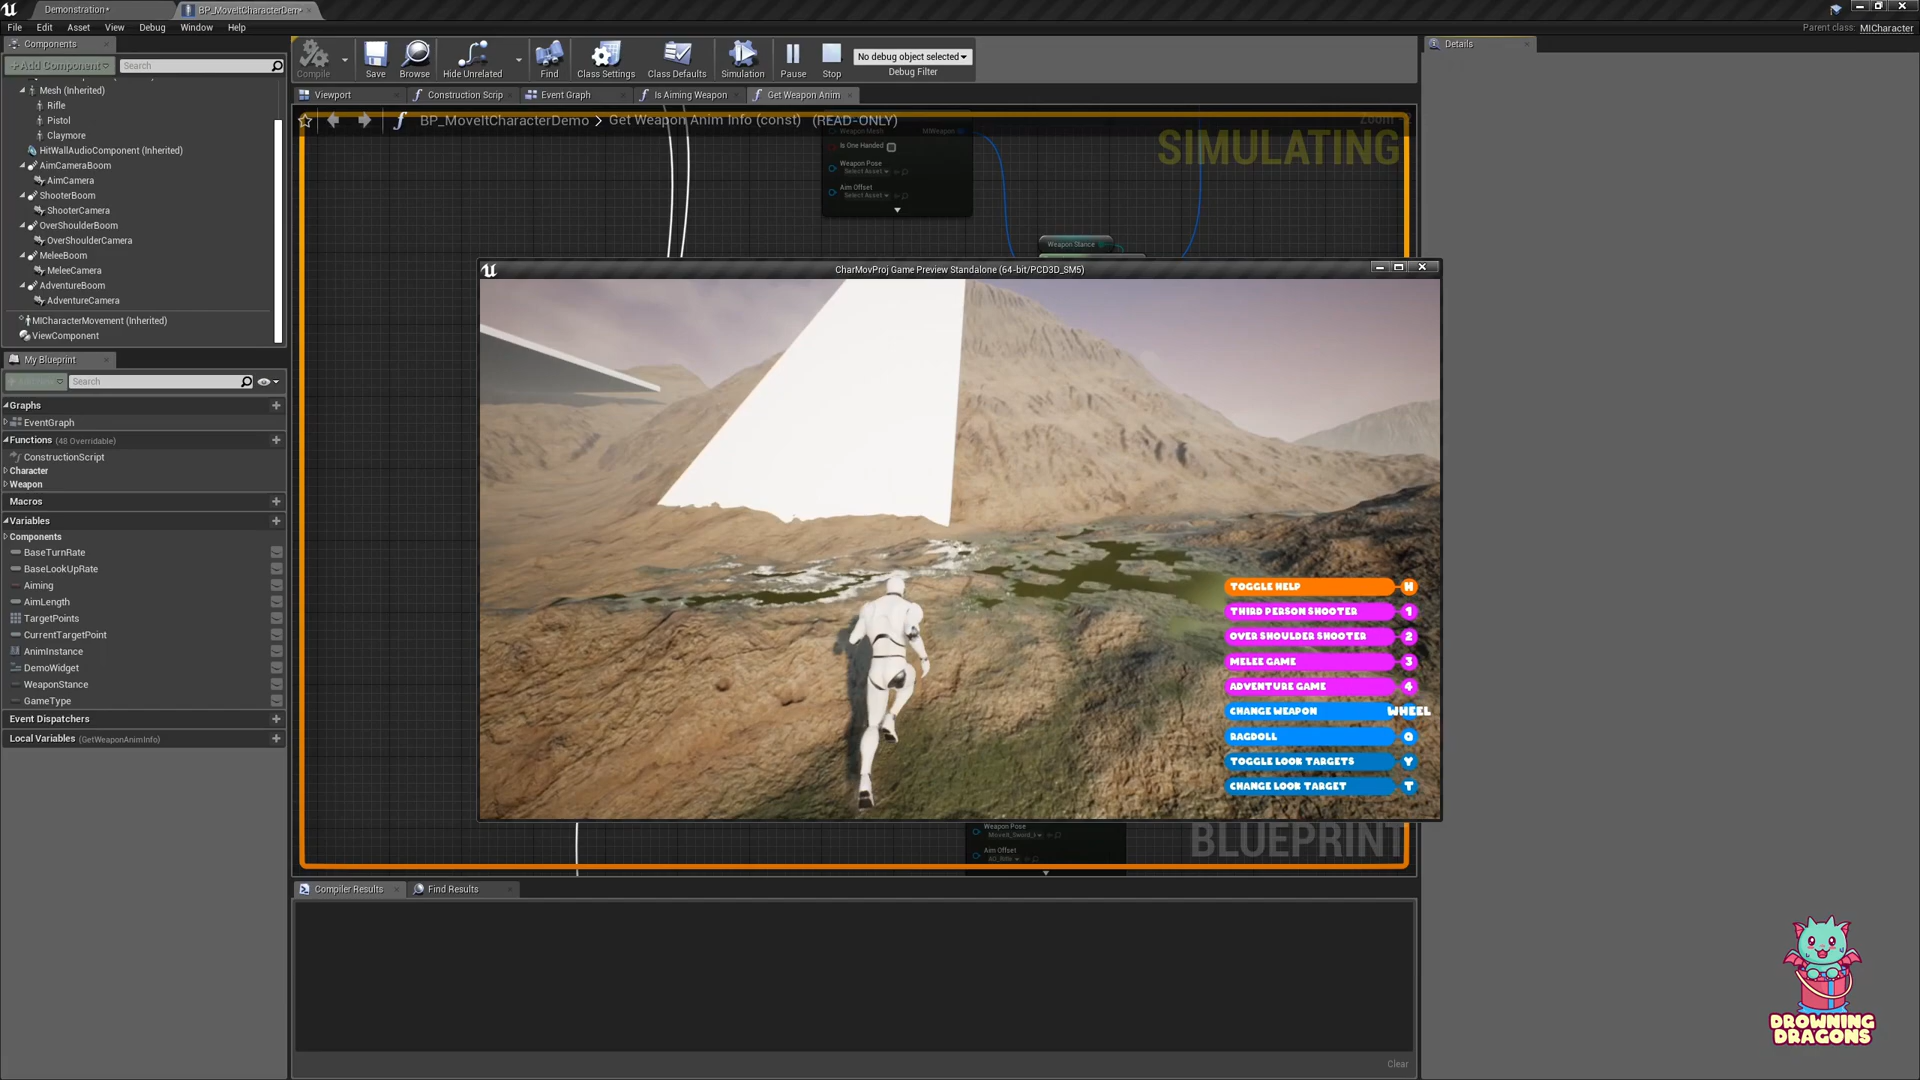 Demonstration*
BP_MoveItCharacterDem*
File Edit Asset View Debug Window Help
Parent class: MICharacter
Components
+Add Component
Search
Mesh (Inherited)
Rifle
Pistol
Claymore
HitWallAudioComponent (Inherited)
AimCameraBoom
AimCamera
ShooterBoom
ShooterCamera
OverShoulderBoom
OverShoulderCamera
MeleeBoom
MeleeCamera
AdventureBoom
AdventureCamera
MICharacterMovement (Inherited)
ViewComponent
My Blueprint
Search
Graphs
EventGraph
Functions (48 Overridable)
ConstructionScript
Character
Weapon
Macros
Variables
Components
BaseTurnRate
BaseLookUpRate
Aiming
AimLength
TargetPoints
CurrentTargetPoint
AnimInstance
DemoWidget
WeaponStance
GameType
Event Dispatchers
Local Variables (GetWeaponAnimInfo)
Compile
Save
Browse
Hide Unrelated
Find
Class Settings
Class Defaults
Simulation
Pause
Stop
No debug object selected
Debug Filter
Viewport
Construction Scrip
Event Graph
Is Aiming Weapon
Get Weapon Anim
BP_MoveItCharacterDemo > Get Weapon Anim Info (const) (READ-ONLY)
SIMULATING
Weapon Mesh MIWeapon
Is One Handed
Weapon Pose
Select Asset
Aim Offset
Select Asset
Weapon Stance
CharMovProj Game Preview Standalone (64-bit/PCD3D_SM5)
TOGGLE HELP H
THIRD PERSON SHOOTER 1
OVER SHOULDER SHOOTER 2
MELEE GAME 3
ADVENTURE GAME 4
CHANGE WEAPON WHEEL
RAGDOLL Q
TOGGLE LOOK TARGETS Y
CHANGE LOOK TARGET T
Weapon Pose
Aim Offset
AO_Rifle
BLUEPRINT
Compiler Results
Find Results
Clear
Details
DROWNING
DRAGONS